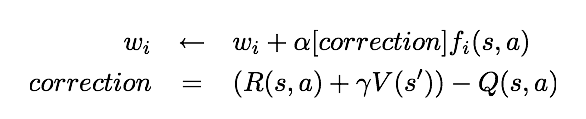 w_i ← w_i + α[correction]f_i(s, a)
correction = (R(s, a) + γV(s′)) − Q(s, a)